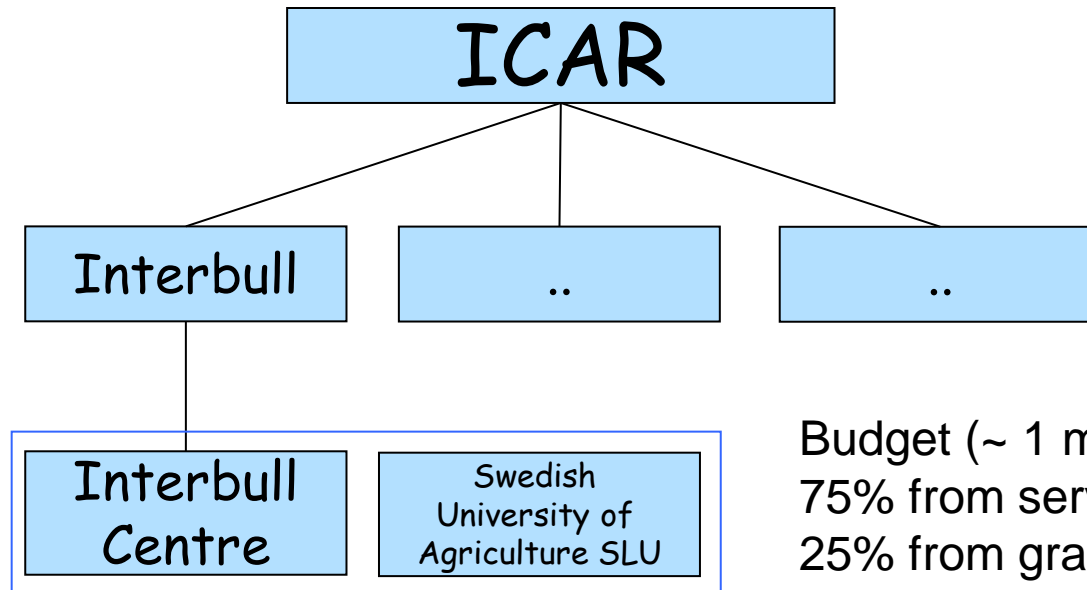 ICAR
Interbull
..
..
Interbull
Centre
Swedish
University of
Agriculture SLU
Budget (~ 1
75% from
25% from